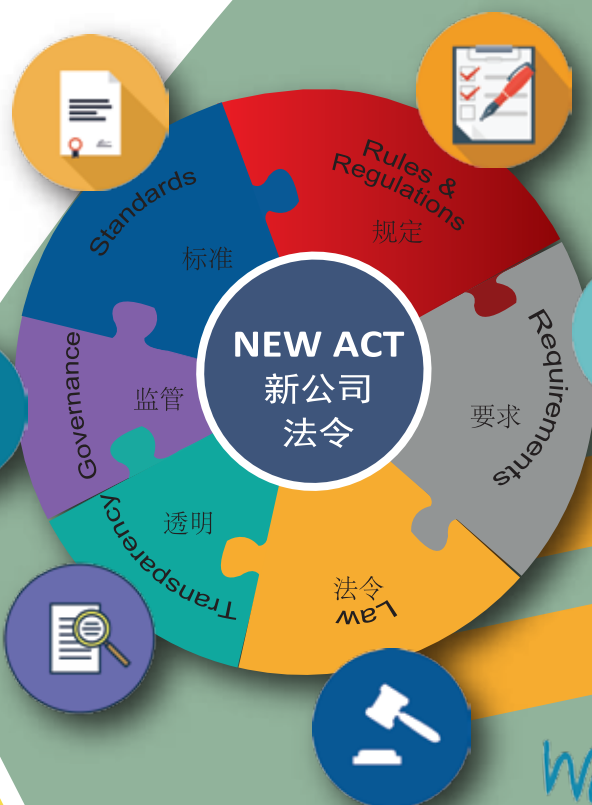 Standards
标准
Rules &
Regulations
规定
Requirements
要求
法令
Law
透明
Transparency
监管
Governance
NEW ACT
新公司
法令